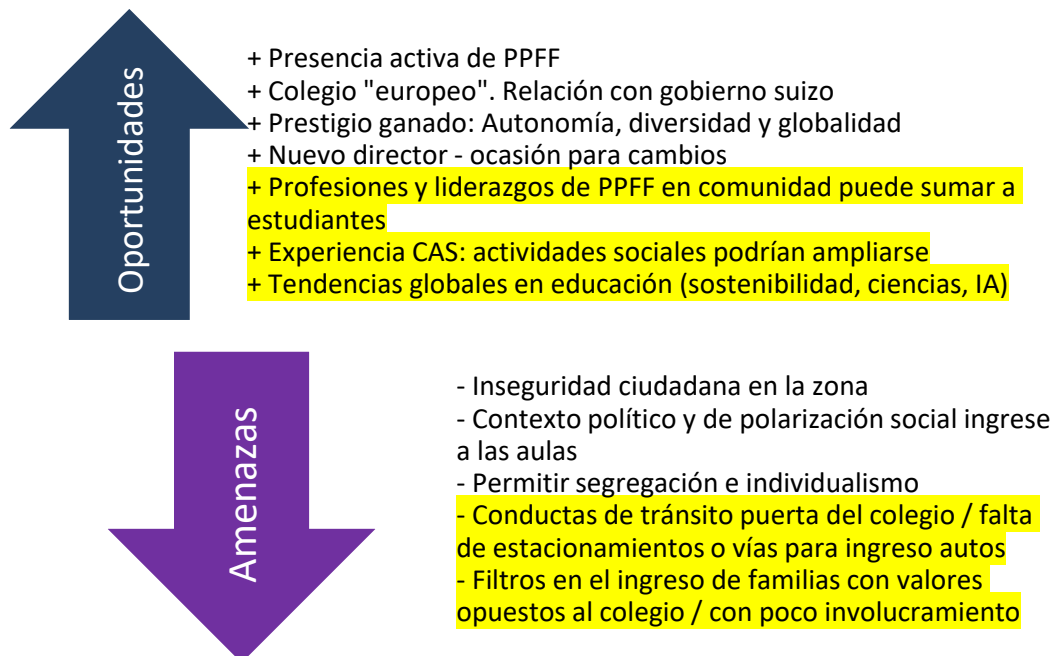 Oportunidades
+ Presencia activa de PPFF
+ Colegio "europeo". Relación con gobierno suizo
+ Prestigio ganado: Autonomía, diversidad y globalidad
+ Nuevo director - ocasión para cambios
+ Profesiones y liderazgos de PPFF en comunidad puede sumar a
estudiantes
+ Experiencia CAS: actividades sociales podrían ampliarse
+ Tendencias globales en educación (sostenibilidad, ciencias, IA)
Amenazas
- Inseguridad ciudadana en la zona
- Contexto político y de polarización social ingrese
a las aulas
- Permitir segregación e individualismo
- Conductas de tránsito puerta del colegio / falta
de estacionamientos o vías para ingreso autos
- Filtros en el ingreso de familias con valores
opuestos al colegio / con poco involucramiento